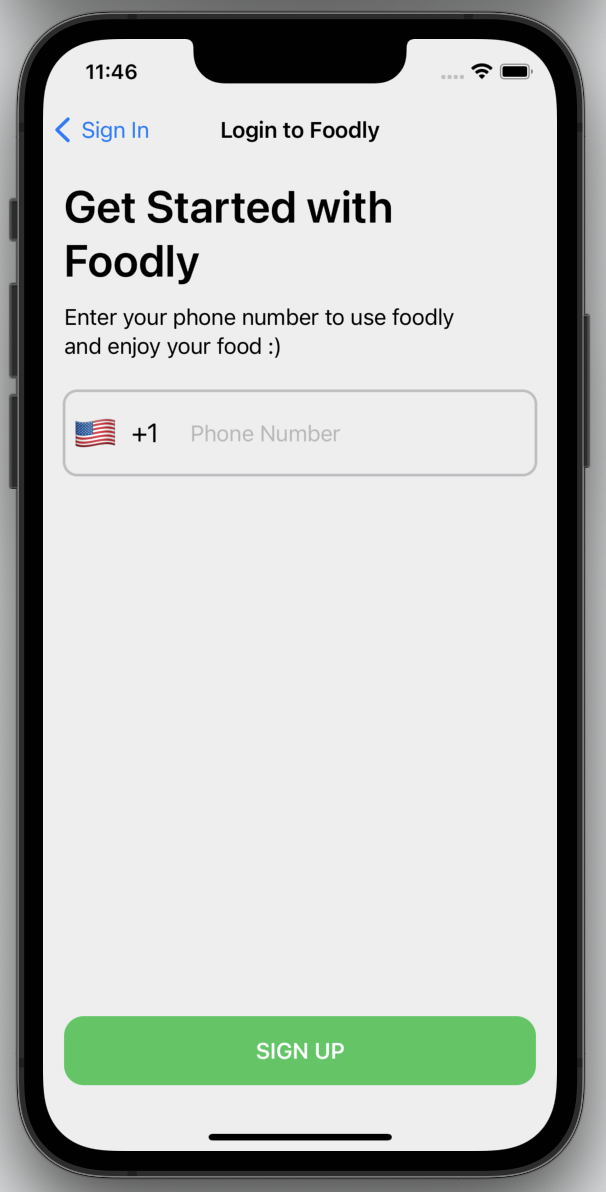 11:46
Sign In
Login to Foodly
Get Started with
Foodly
Enter your phone number to use foodly
and enjoy your food :)
+1 Phone Number
SIGN UP